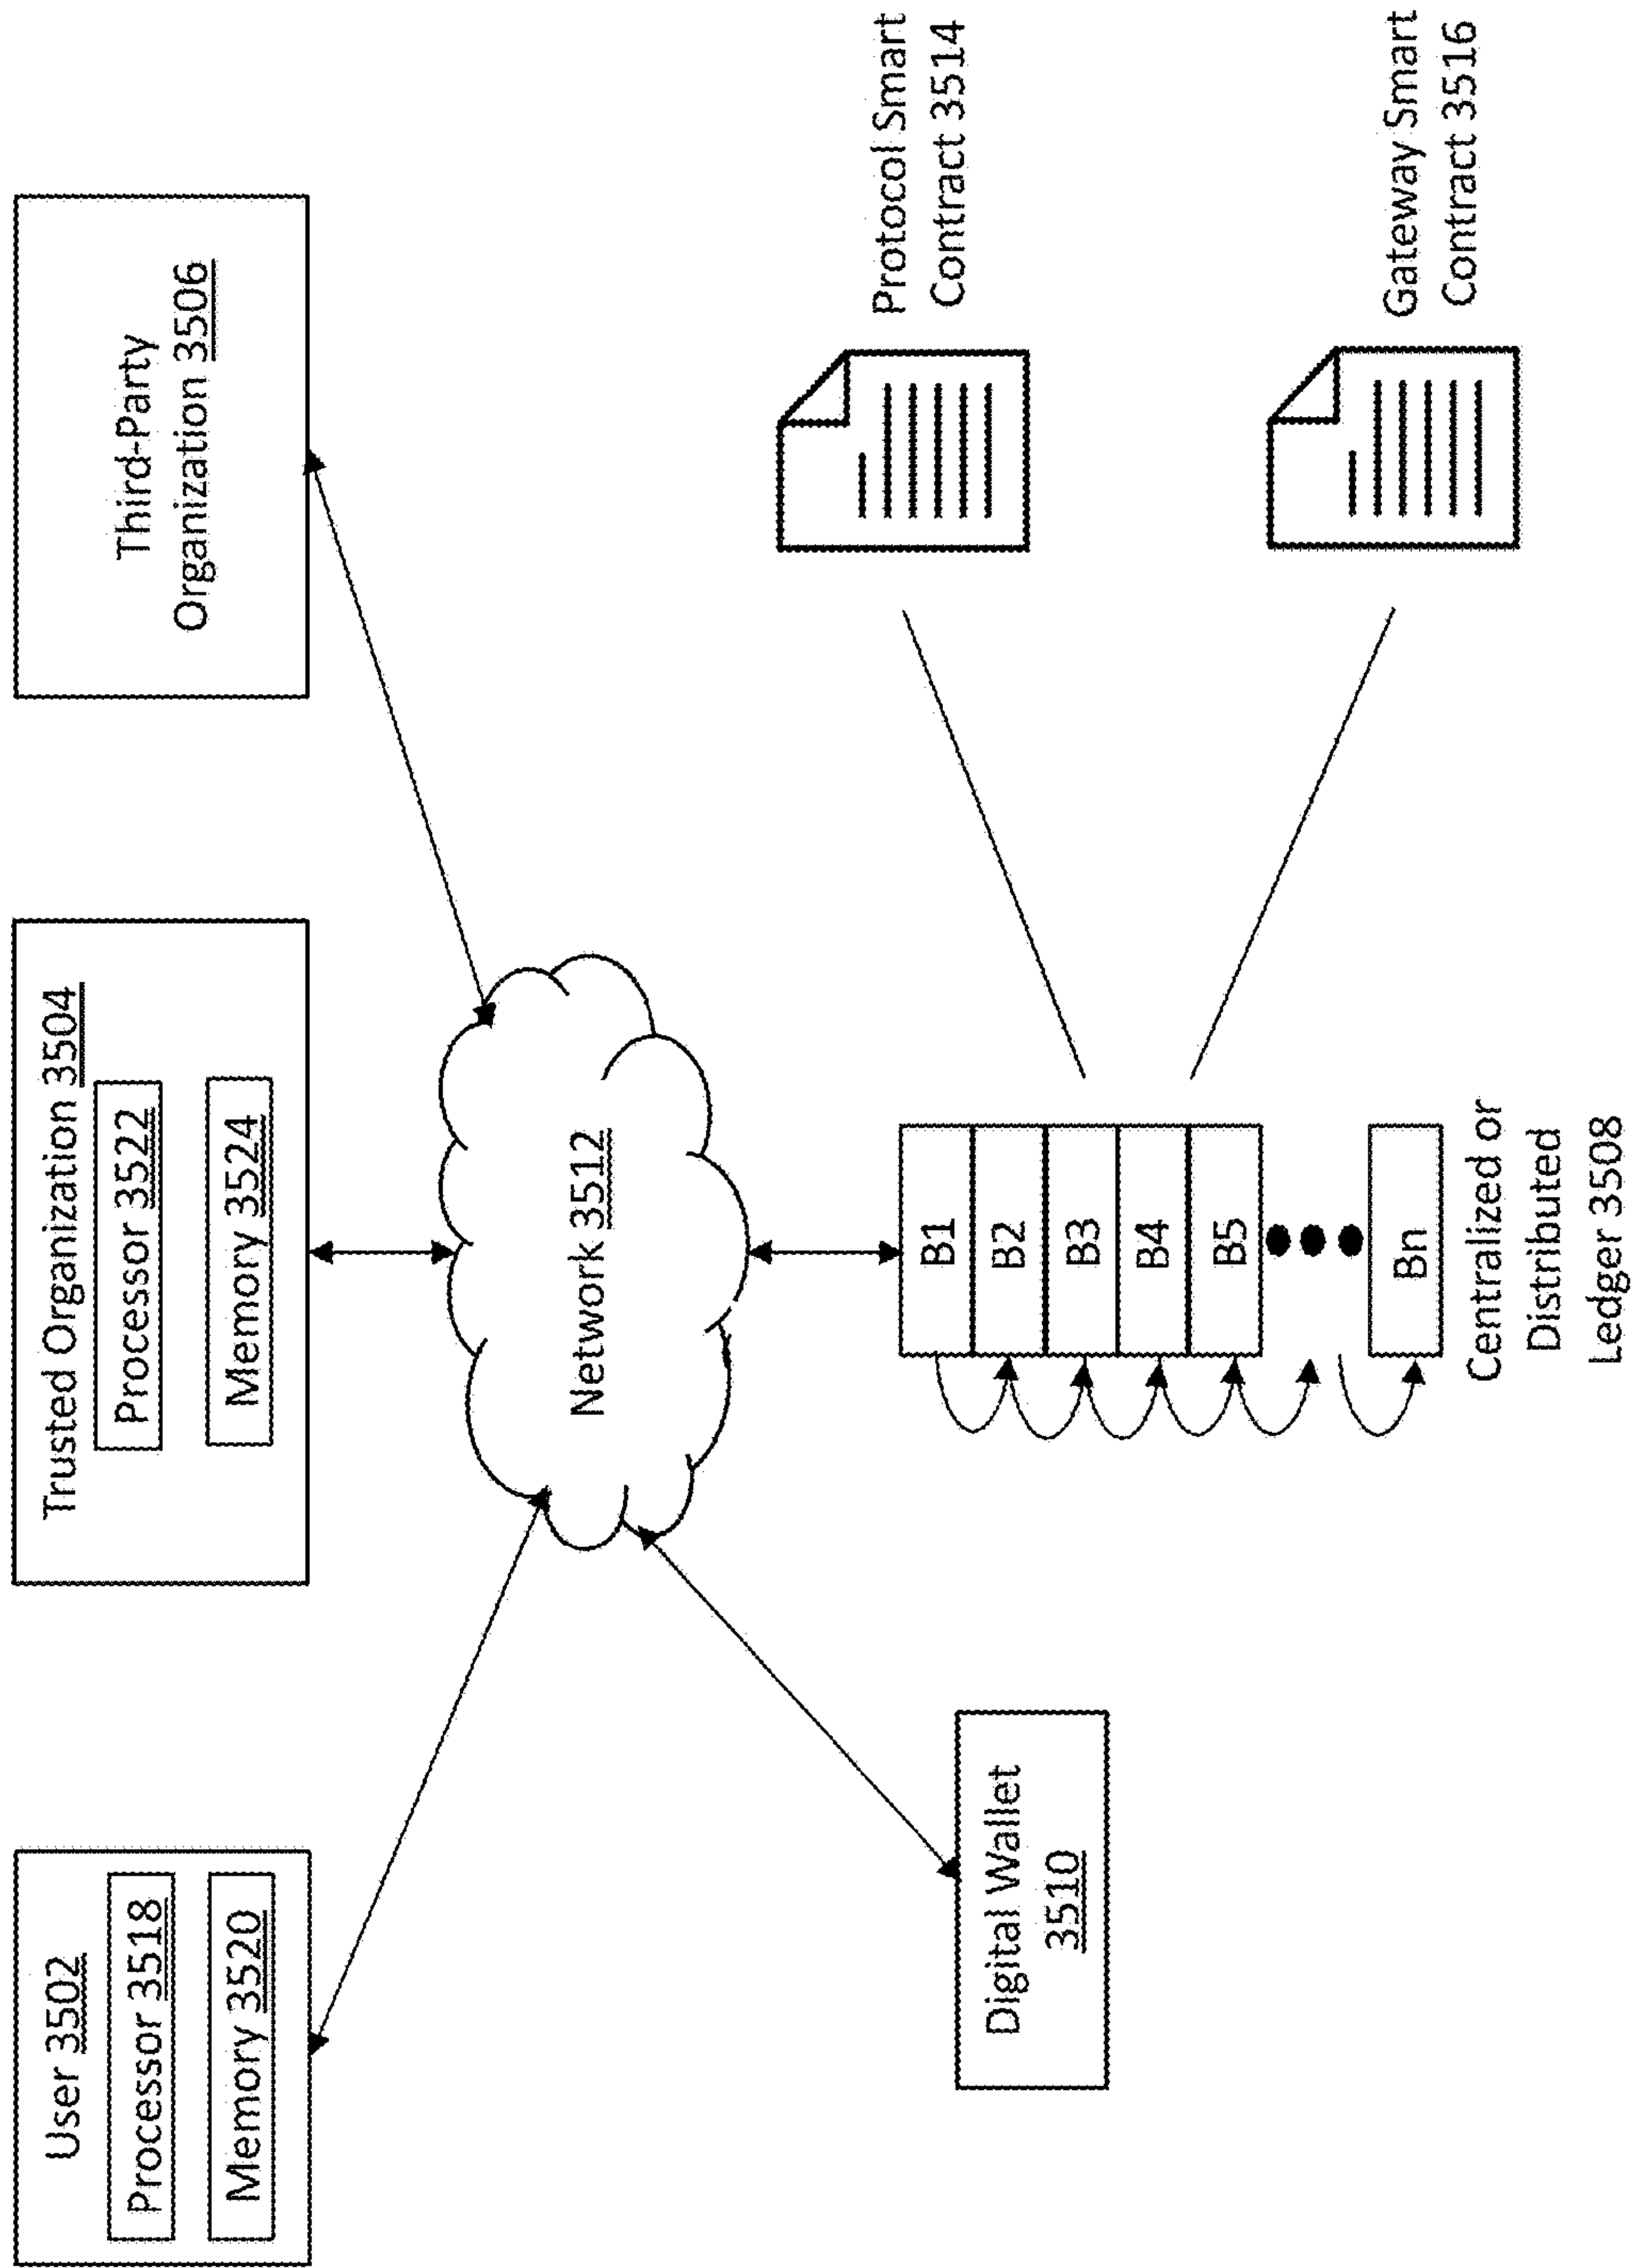 User 3502
Processor 3518
Memory 3520
Trusted Organization 3504
Processor 3522
Memory 3524
Third-Party
Organization 3506
Network 3512
Digital Wallet
3510
B1
B2
B3
B4
B5
Bn
Centralized or
Distributed
Ledger 3508
Protocol Smart
Contract 3514
Gateway Smart
Contract 3516